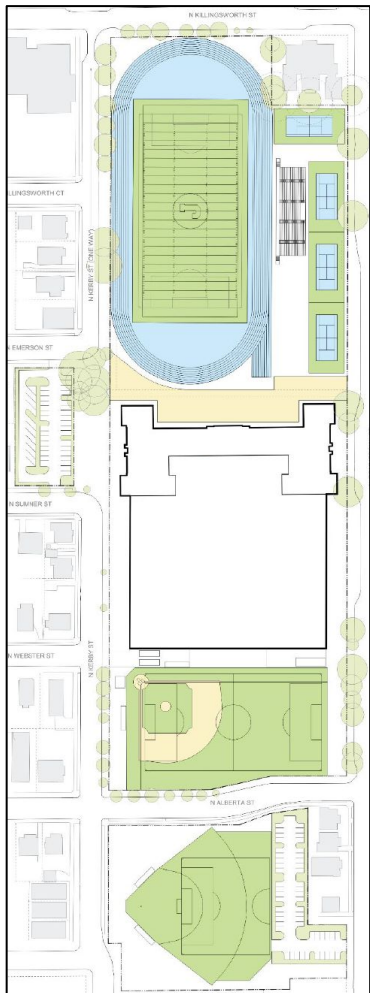 N KILLINGSWORTH ST
LLINGSWORTH CT
N KERBY ST (ONE WAY)
N EMERSON ST
N SUMNER ST
N WEBSTER ST
N KERBY ST
N ALBERTA ST